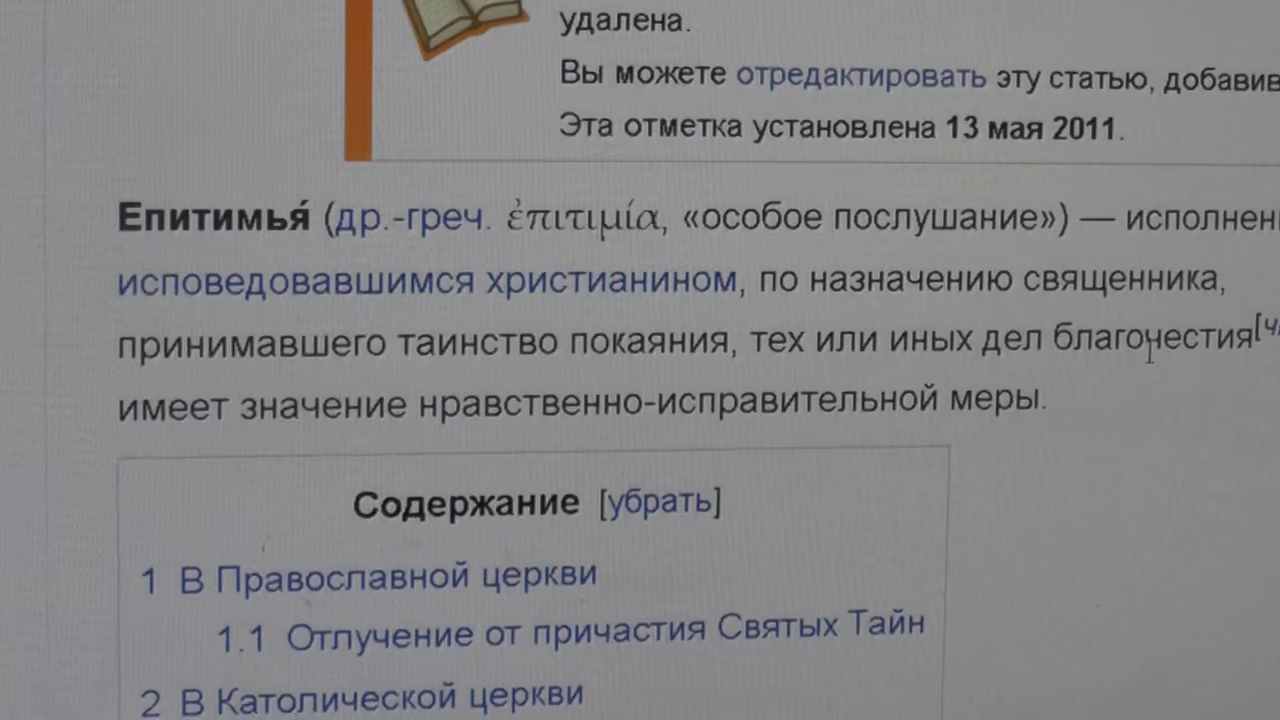 удалена.
Вы можете отредактировать эту статью, добавив
Эта отметка установлена 13 мая 2011.
Епитимья́ (др.-греч. ἐπιτιμία, «особое послушание») — исполнен
исповедовавшимся христианином, по назначению священника,
принимавшего таинство покаяния, тех или иных дел благочестия[
имеет значение нравственно-исправительной меры.
Содержание [убрать]
1 В Православной церкви
1.1 Отлучение от причастия Святых Тайн
2 В Католической церкви